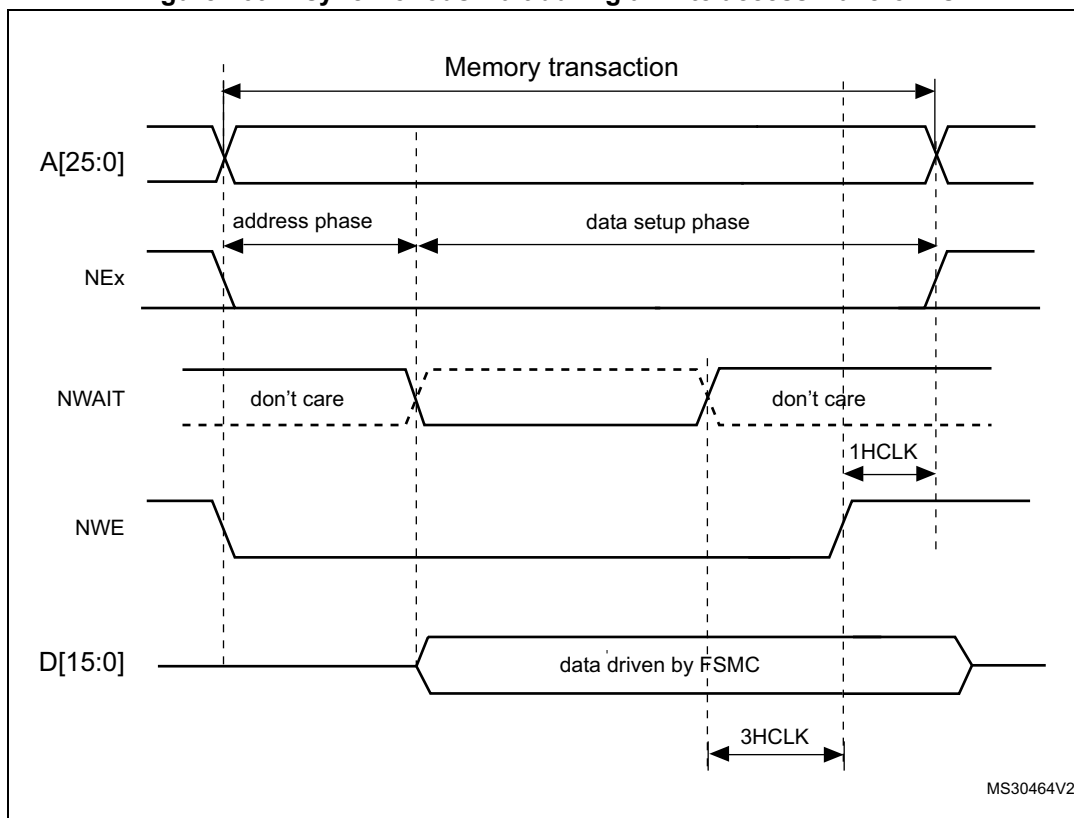 Memory transaction
A[25:0]
address phase
data setup phase
NEx
NWAIT
don't care
don't care
1HCLK
NWE
D[15:0]
data driven by FSMC
3HCLK
MS30464V2